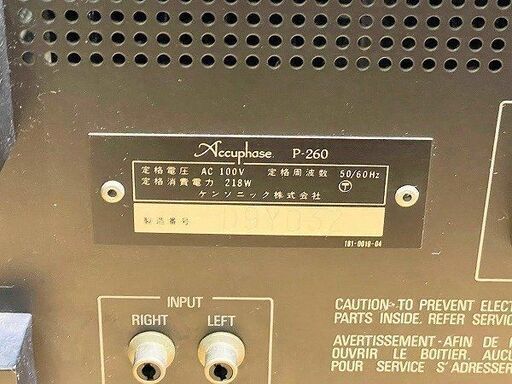 Accuphase P-260
定格電圧 AC 100V 定格周波数 50/60Hz
定格消費電力 218W
ケンソニック株式会社
製造番号 D9YD32
181-0019-04
INPUT
RIGHT LEFT
CAUTION-TO PREVENT ELECT
PARTS INSIDE. REFER SERVIC
AVERTISSEMENT-AFIN DE P
OUVRIR LE BOITIER. AUCU
POUR SERVICE S'ADRESSER